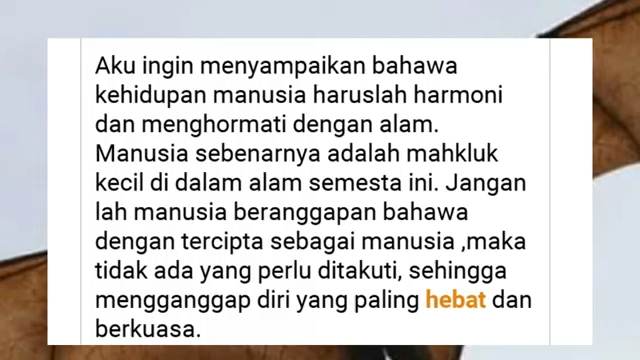 Aku ingin menyampaikan bahawa
kehidupan manusia haruslah harmoni
dan menghormati dengan alam.
Manusia sebenarnya adalah mahkluk
kecil di dalam alam semesta ini. Jangan
lah manusia beranggapan bahawa
dengan tercipta sebagai manusia ,maka
tidak ada yang perlu ditakuti, sehingga
mengganggap diri yang paling hebat dan
berkuasa.